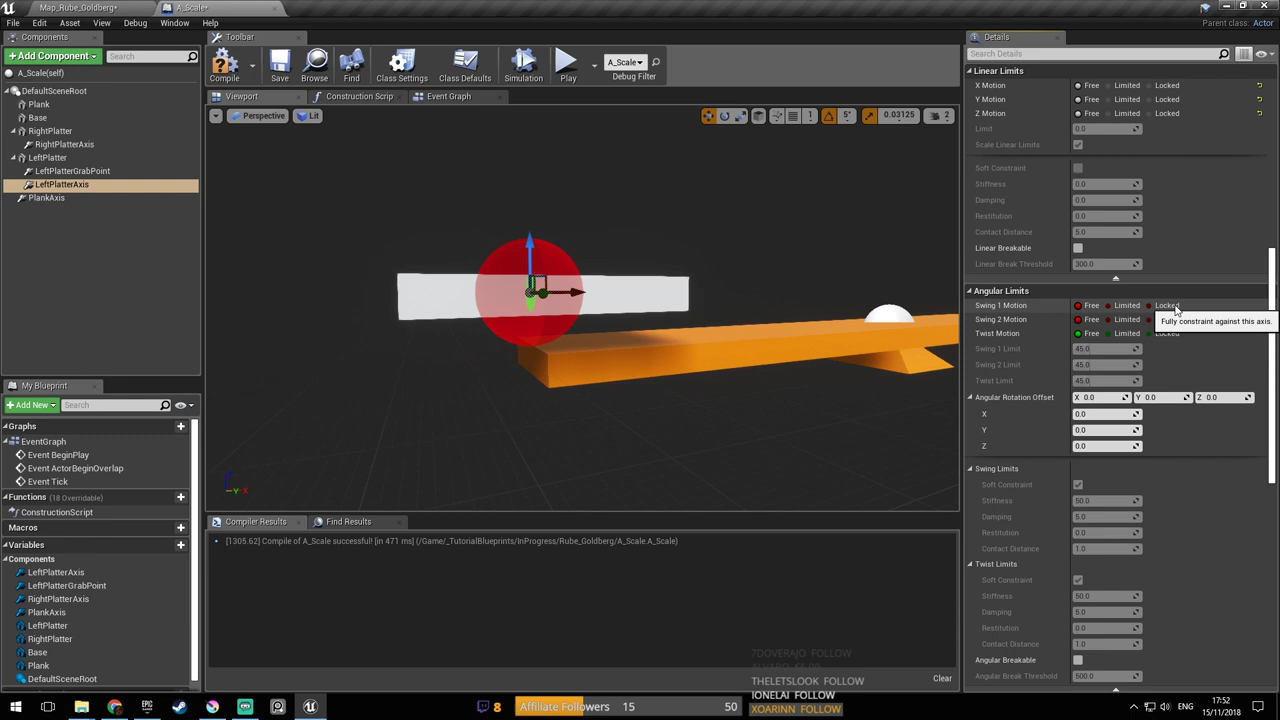 Map_Rube_Goldberg*
A_Scale*
File Edit Asset View Debug Window Help
Parent class: Actor
Components
Add Component
Search
A_Scale(self)
DefaultSceneRoot
Plank
Base
RightPlatter
RightPlatterAxis
LeftPlatter
LeftPlatterGrabPoint
LeftPlatterAxis
PlankAxis
My Blueprint
Add New
Search
Graphs
EventGraph
Event BeginPlay
Event ActorBeginOverlap
Event Tick
Functions (18 Overridable)
ConstructionScript
Macros
Variables
Components
LeftPlatterAxis
LeftPlatterGrabPoint
RightPlatterAxis
PlankAxis
LeftPlatter
RightPlatter
Base
Plank
DefaultSceneRoot
Toolbar
Compile
Save
Browse
Find
Class Settings
Class Defaults
Simulation
Play
A_Scale
Debug Filter
Viewport
Construction Scrip
Event Graph
Perspective
Lit
1
5°
0.03125
2
Y X
Compiler Results
Find Results
[1305.62] Compile of A_Scale successful! [in 471 ms] (/Game/_TutorialBlueprints/InProgress/Rube_Goldberg/A_Scale.A_Scale)
Clear
Details
Search Details
Linear Limits
X Motion Free Limited Locked
Y Motion Free Limited Locked
Z Motion Free Limited Locked
Limit 0.0
Scale Linear Limits
Soft Constraint
Stiffness 0.0
Damping 0.0
Restitution 0.0
Contact Distance 5.0
Linear Breakable
Linear Break Threshold 300.0
Angular Limits
Swing 1 Motion Free Limited Locked
Swing 2 Motion Free Limited
Fully constraint against this axis.
Twist Motion Free Limited Locked
Swing 1 Limit 45.0
Swing 2 Limit 45.0
Twist Limit 45.0
Angular Rotation Offset X 0.0 Y 0.0 Z 0.0
X 0.0
Y 0.0
Z 0.0
Swing Limits
Soft Constraint
Stiffness 50.0
Damping 5.0
Restitution 0.0
Contact Distance 1.0
Twist Limits
Soft Constraint
Stiffness 50.0
Damping 5.0
Restitution 0.0
Contact Distance 1.0
Angular Breakable
Angular Break Threshold 500.0
7DOVERAJO FOLLOW
THELETSLOOK FOLLOW
IONELAI FOLLOW
XOARINN FOLLOW
8
Affiliate Followers 15 50
17:52
15/11/2018